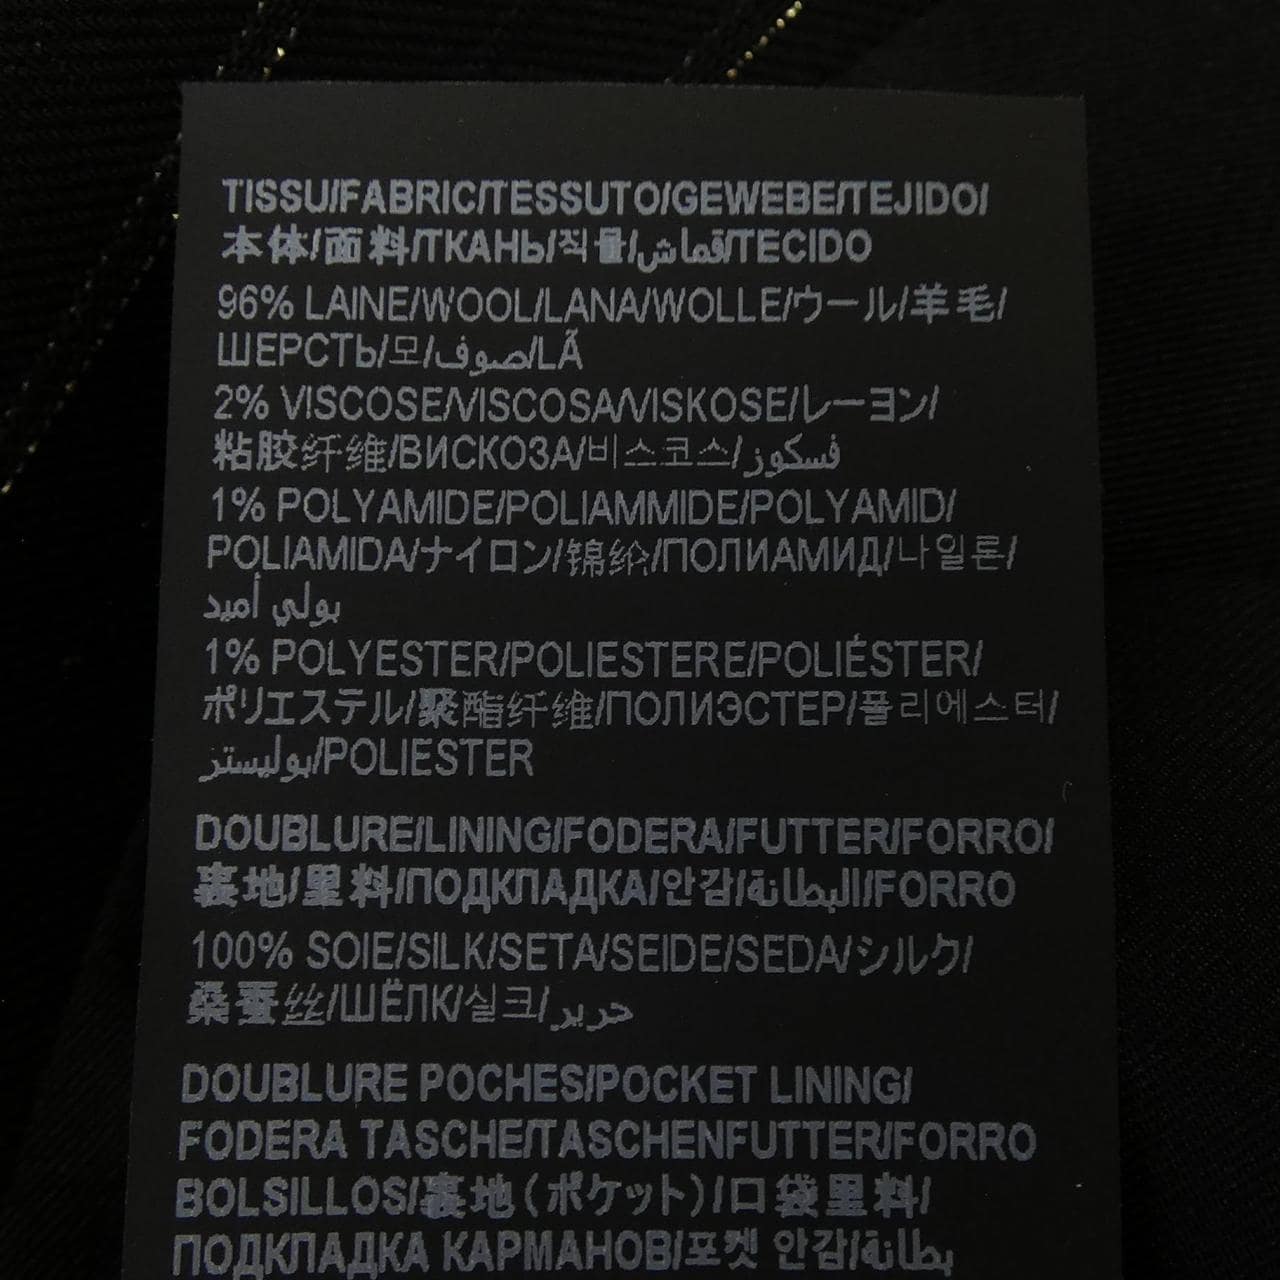 TISSU/FABRIC/TESSUTO/GEWEBE/TEJIDO/
本体/面料/ТКАНЬ/직물/قماش/TECIDO
96% LAINE/WOOL/LANA/WOLLE/ウール/羊毛/
ШЕРСТЬ/모/صوف/LÃ
2% VISCOSE/VISCOSA/VISKOSE/レーヨン/
粘胶纤维/ВИСКОЗА/비스코스/فسكوز
1% POLYAMIDE/POLIAMMIDE/POLYAMID/
POLIAMIDA/ナイロン/锦纶/ПОЛИАМИД/나일론/
بولي أميد
1% POLYESTER/POLIESTERE/POLIÉSTER/
ポリエステル/聚酯纤维/ПОЛИЭСТЕР/폴리에스터/
بوليستر/POLIESTER
DOUBLURE/LINING/FODERA/FUTTER/FORRO/
裏地/里料/ПОДКЛАДКА/안감/البطانة/FORRO
100% SOIE/SILK/SETA/SEIDE/SEDA/シルク/
桑蚕丝/ШЁЛК/실크/حرير
DOUBLURE POCHES/POCKET LINING/
FODERA TASCHE/TASCHENFUTTER/FORRO
BOLSILLOS/裏地(ポケット)/口袋里料/
ПОДКЛАДКА КАРМАНОВ/포켓 안감/بطانة